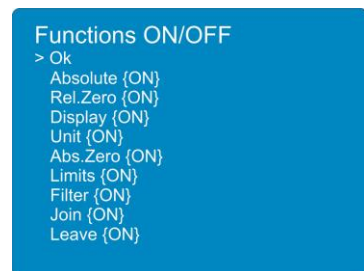 Functions ON/OFF
> Ok
Absolute {ON}
Rel.Zero {ON}
Display {ON}
Unit {ON}
Abs.Zero {ON}
Limits {ON}
Filter {ON}
Join {ON}
Leave {ON}